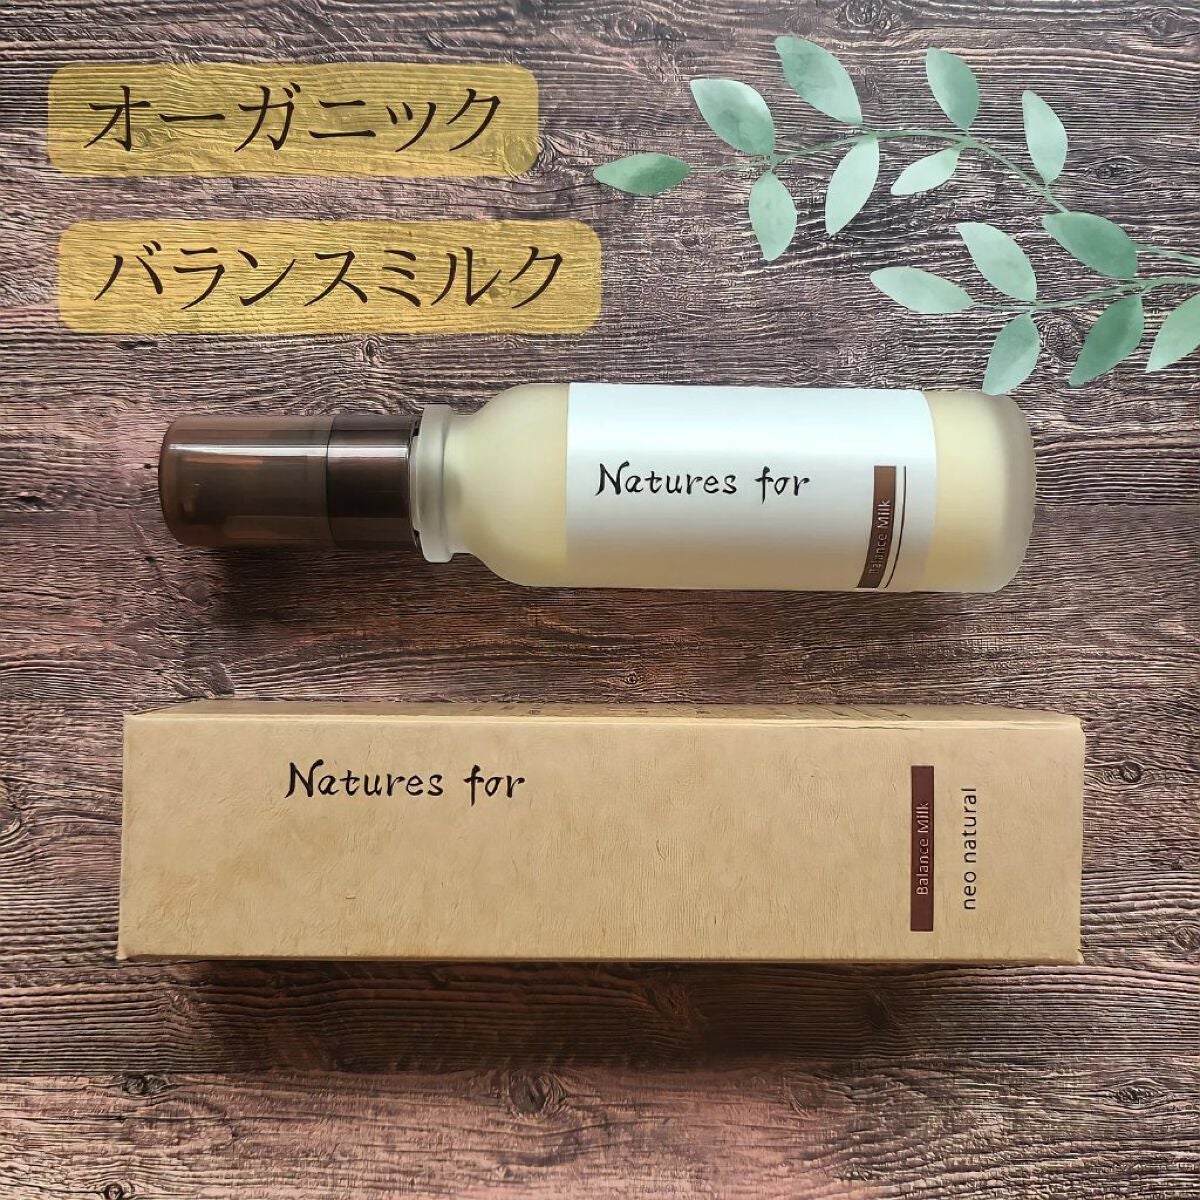 オーガニック
バランスミルク
Natures for
Balance Milk
Natures for
Balance Milk
neo natural